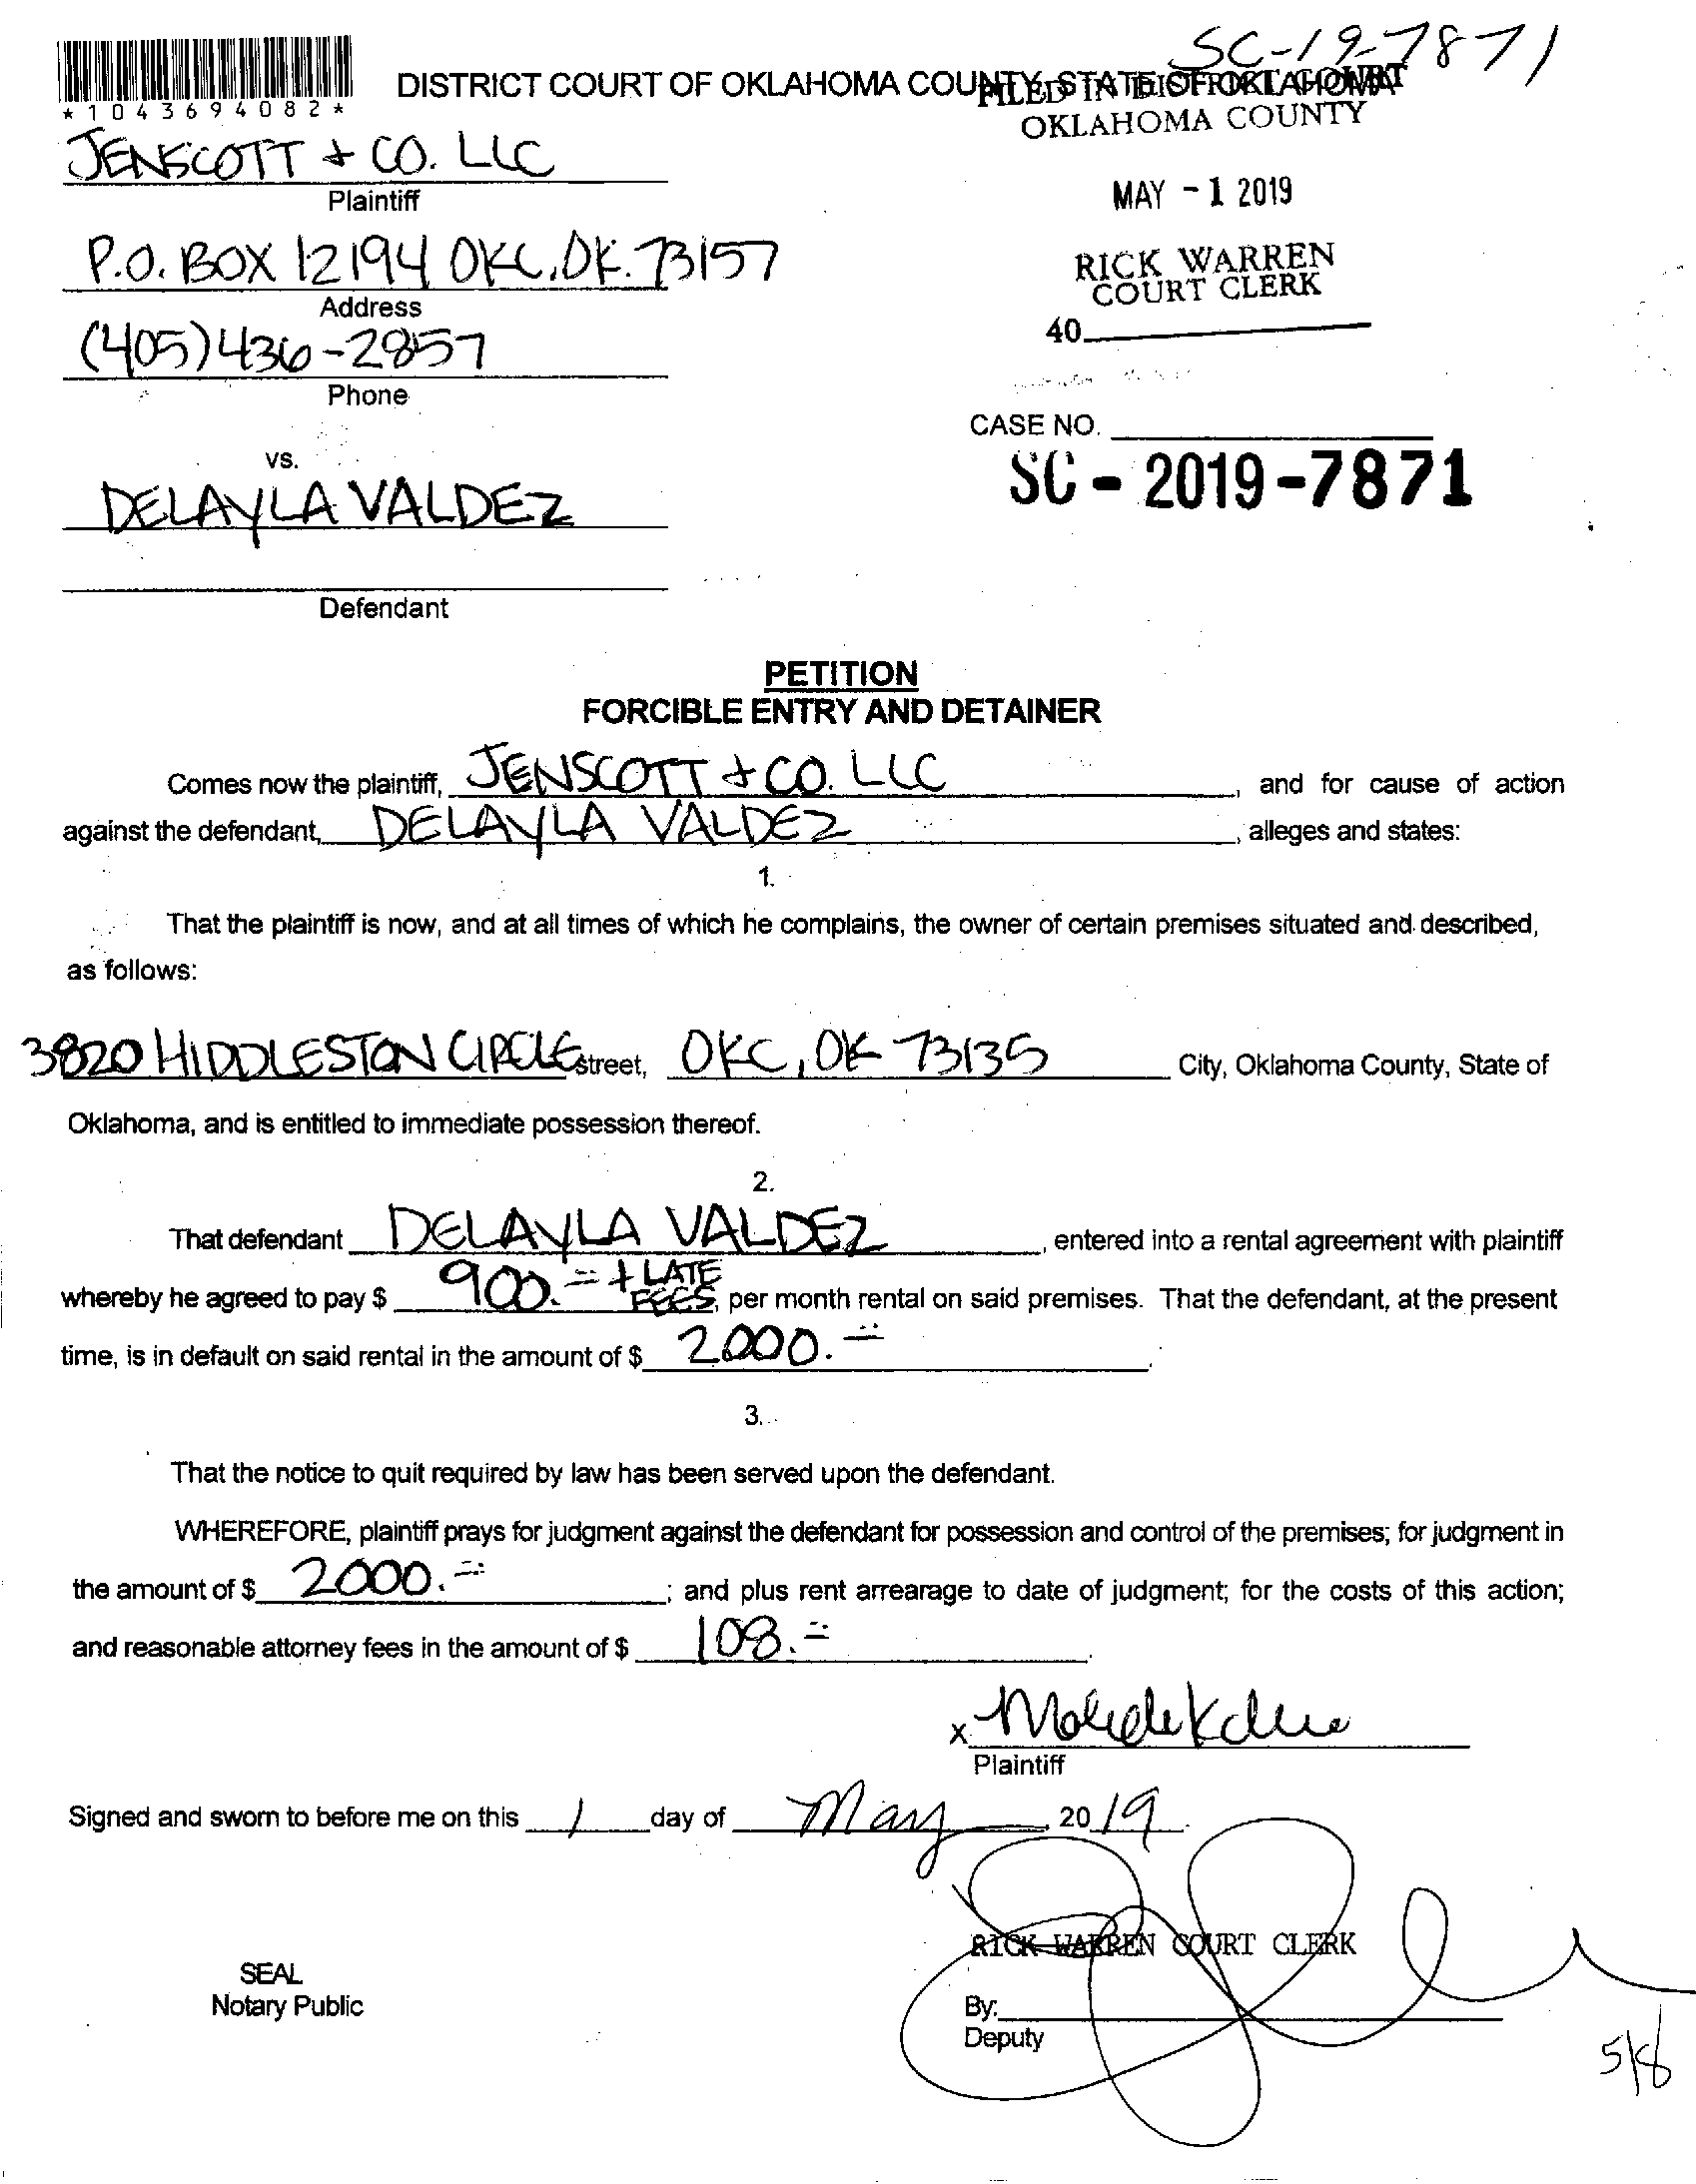 SC-19-7871
*1043694082*
DISTRICT COURT OF OKLAHOMA COUNTY, STATE OF OKLAHOMA
FILED IN DISTRICT COURT
OKLAHOMA COUNTY
JENSCOTT + CO. LLC
Plaintiff
MAY - 1 2019
P.O. BOX 12194 OKC, OK. 73157
Address
RICK WARREN
COURT CLERK
40
(405) 436-2857
Phone
CASE NO.
SC - 2019-7871
vs.
DELAYLA VALDEZ
Defendant
PETITION
FORCIBLE ENTRY AND DETAINER
Comes now the plaintiff, JENSCOTT + CO. LLC, and for cause of action
against the defendant, DELAYLA VALDEZ, alleges and states:
1.
That the plaintiff is now, and at all times of which he complains, the owner of certain premises situated and described,
as follows:
3820 HIDDLESTON CIRCLE street, OKC, OK 73135 City, Oklahoma County, State of
Oklahoma, and is entitled to immediate possession thereof.
2.
That defendant DELAYLA VALDEZ, entered into a rental agreement with plaintiff
whereby he agreed to pay $ 900.= + LATE FEES, per month rental on said premises. That the defendant, at the present
time, is in default on said rental in the amount of $ 2000.=.
3.
That the notice to quit required by law has been served upon the defendant.
WHEREFORE, plaintiff prays for judgment against the defendant for possession and control of the premises; for judgment in
the amount of $ 2000.=; and plus rent arrearage to date of judgment; for the costs of this action;
and reasonable attorney fees in the amount of $ 108.=.
x
Plaintiff
Signed and sworn to before me on this 1 day of May, 2019.
RICK WARREN COURT CLERK
SEAL
Notary Public
By:
Deputy
5/8